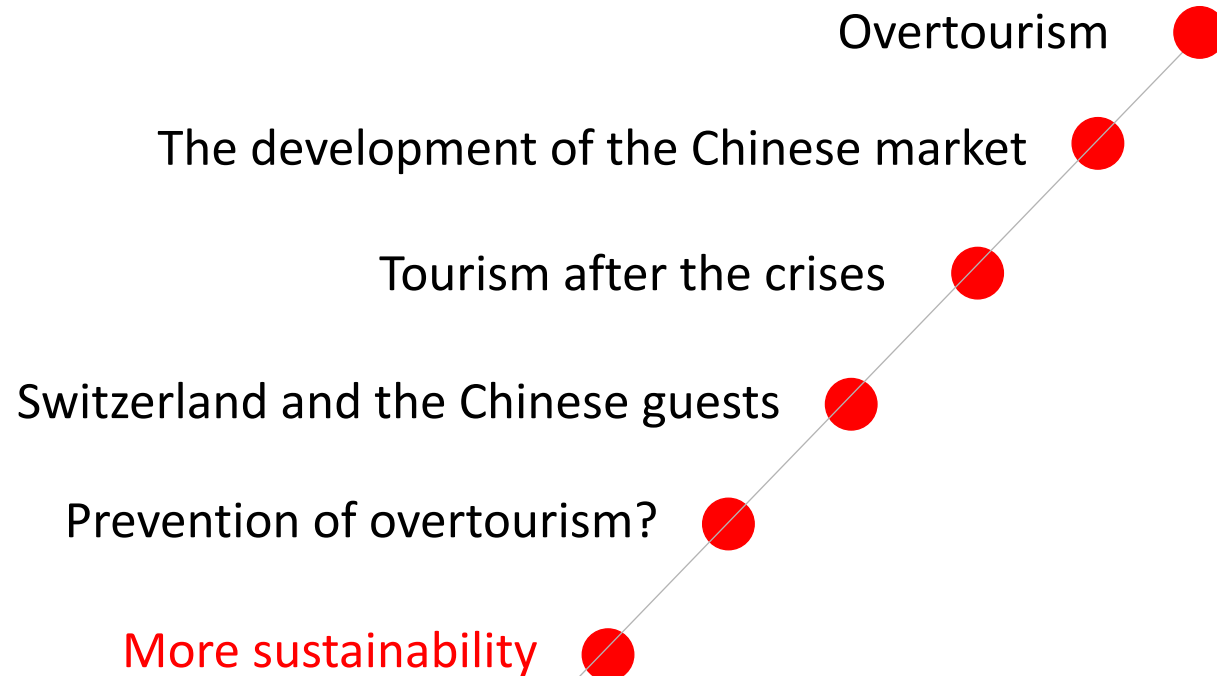 Overtourism
The development of the Chinese market
Tourism after the crises
Switzerland and the Chinese guests
Prevention of overtourism?
More sustainability